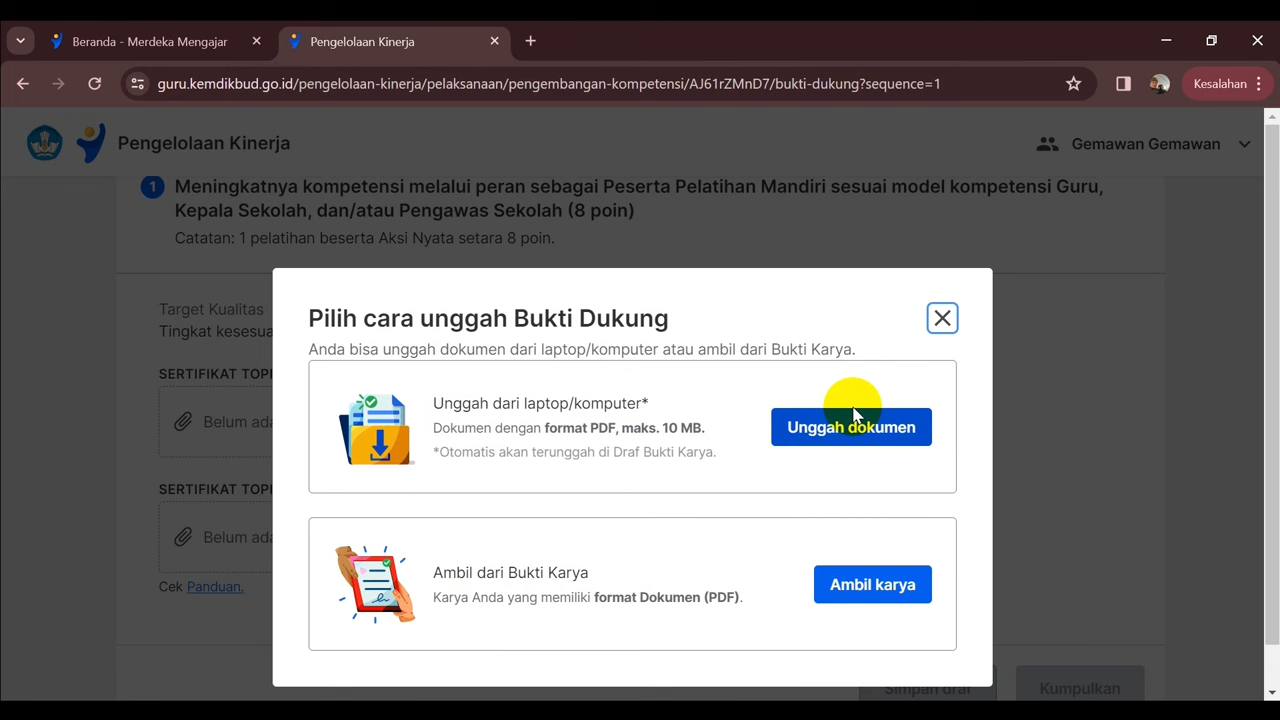 Beranda - Merdeka Mengajar
Pengelolaan Kinerja
guru.kemdikbud.go.id/pengelolaan-kinerja/pelaksanaan/pengembangan-kompetensi/AJ61rZMnD7/bukti-dukung?sequence=1
Kesalahan
Pengelolaan Kinerja
Gemawan Gemawan
1 Meningkatnya kompetensi melalui peran sebagai Peserta Pelatihan Mandiri sesuai model kompetensi Guru,
Kepala Sekolah, dan/atau Pengawas Sekolah (8 poin)
Catatan: 1 pelatihan beserta Aksi Nyata setara 8 poin.
Target Kualitas
Tingkat kesesua
SERTIFIKAT TOPI
Belum ada
SERTIFIKAT TOPI
Belum ada
Cek Panduan.
Pilih cara unggah Bukti Dukung
Anda bisa unggah dokumen dari laptop/komputer atau ambil dari Bukti Karya.
Unggah dari laptop/komputer*
Dokumen dengan format PDF, maks. 10 MB.
*Otomatis akan terunggah di Draf Bukti Karya.
Unggah dokumen
Ambil dari Bukti Karya
Karya Anda yang memiliki format Dokumen (PDF).
Ambil karya
Simpan draf
Kumpulkan